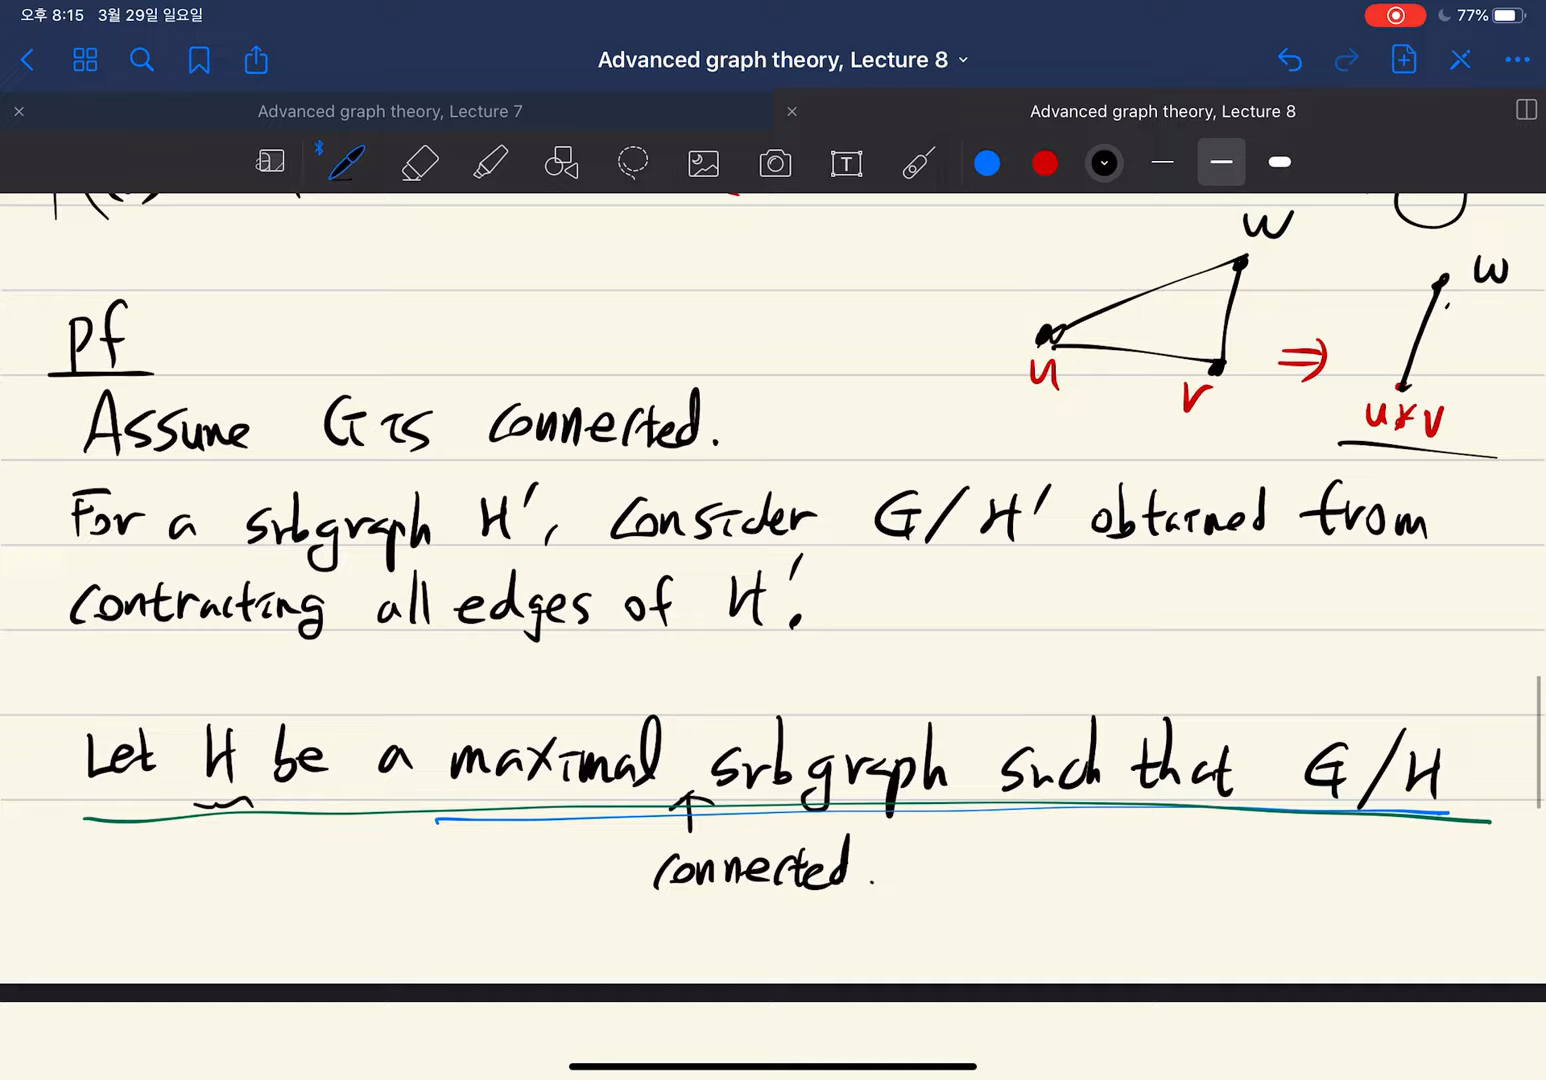 오후 8:15 3월 29일 일요일
77%
Advanced graph theory, Lecture 8
Advanced graph theory, Lecture 7
Advanced graph theory, Lecture 8
T
w
w
pf
u
v
⇒
u*v
Assume G is connected.
For a subgraph H', consider G/H' obtained from
contracting all edges of H'.
Let H be a maximal subgraph such that G/H
↑
connected.